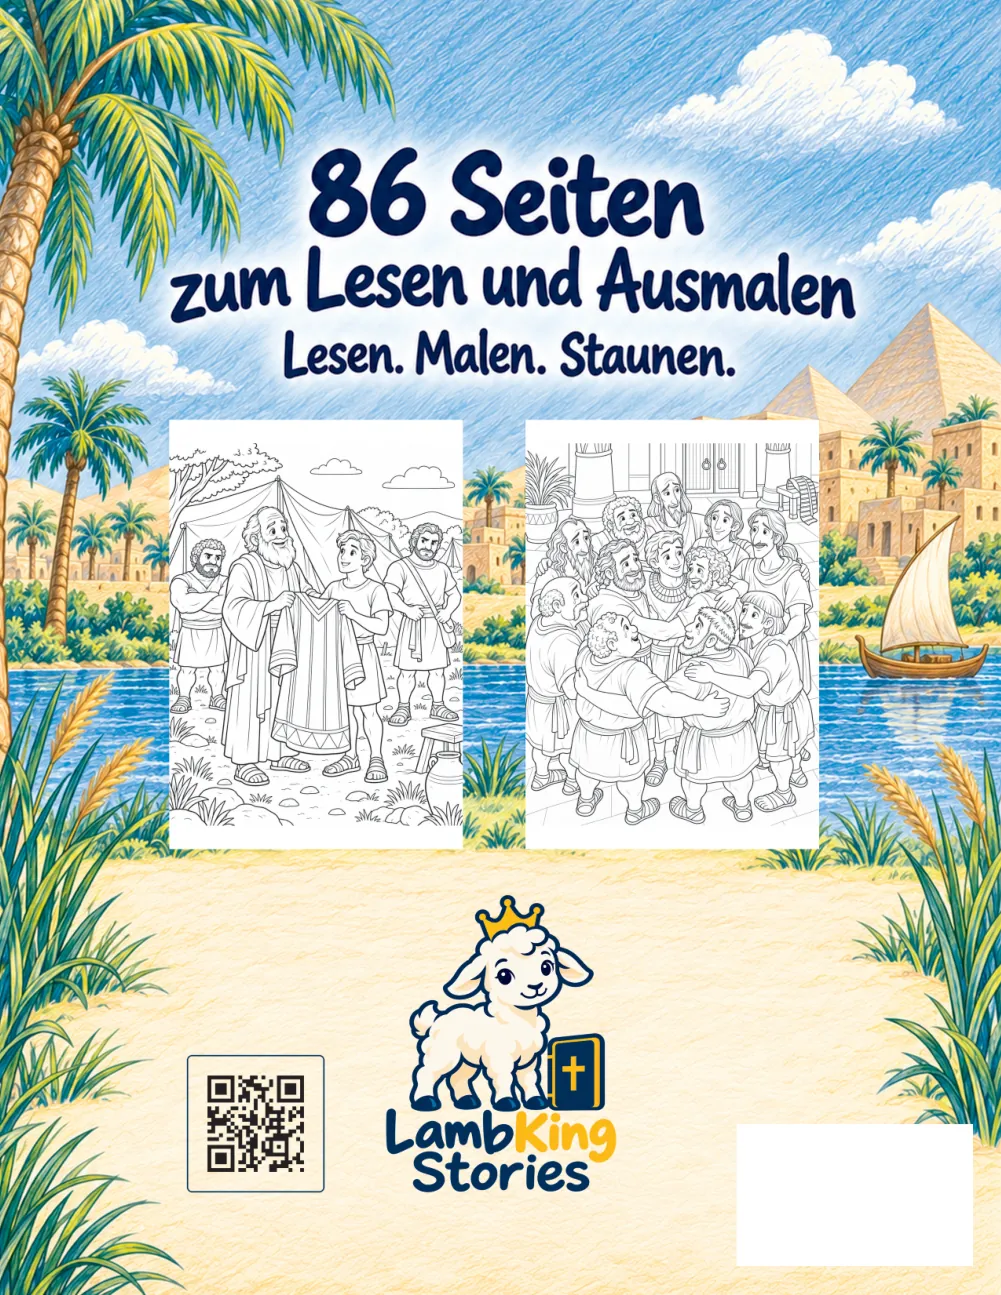 86 Seiten
zum Lesen und Ausmalen
Lesen. Malen. Staunen.
LambKing
Stories